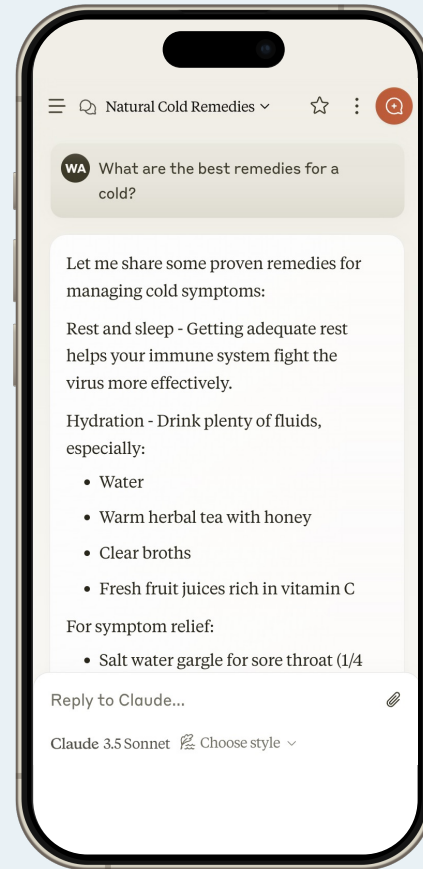 Natural Cold Remedies
WA
What are the best remedies for a
cold?
Let me share some proven remedies for
managing cold symptoms:
Rest and sleep - Getting adequate rest
helps your immune system fight the
virus more effectively.
Hydration - Drink plenty of fluids,
especially:
• Water
• Warm herbal tea with honey
• Clear broths
• Fresh fruit juices rich in vitamin C
For symptom relief:
• Salt water gargle for sore throat (1/4
Reply to Claude...
Claude 3.5 Sonnet Choose style